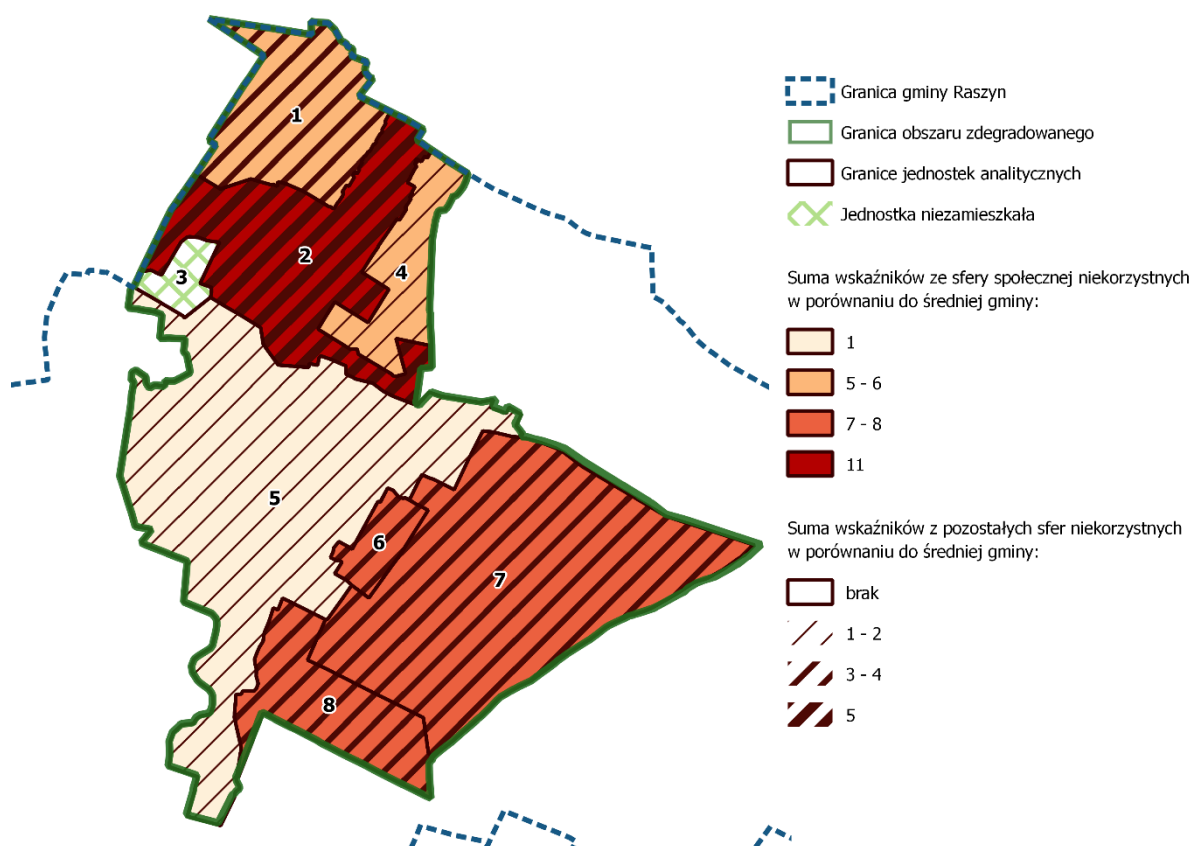 1
2
3
4
5
6
7
8
Granica gminy Raszyn
Granica obszaru zdegradowanego
Granice jednostek analitycznych
Jednostka niezamieszkała
Suma wskaźników ze sfery społecznej niekorzystnych
w porównaniu do średniej gminy:
1
5 - 6
7 - 8
11
Suma wskaźników z pozostałych sfer niekorzystnych
w porównaniu do średniej gminy:
brak
1 - 2
3 - 4
5